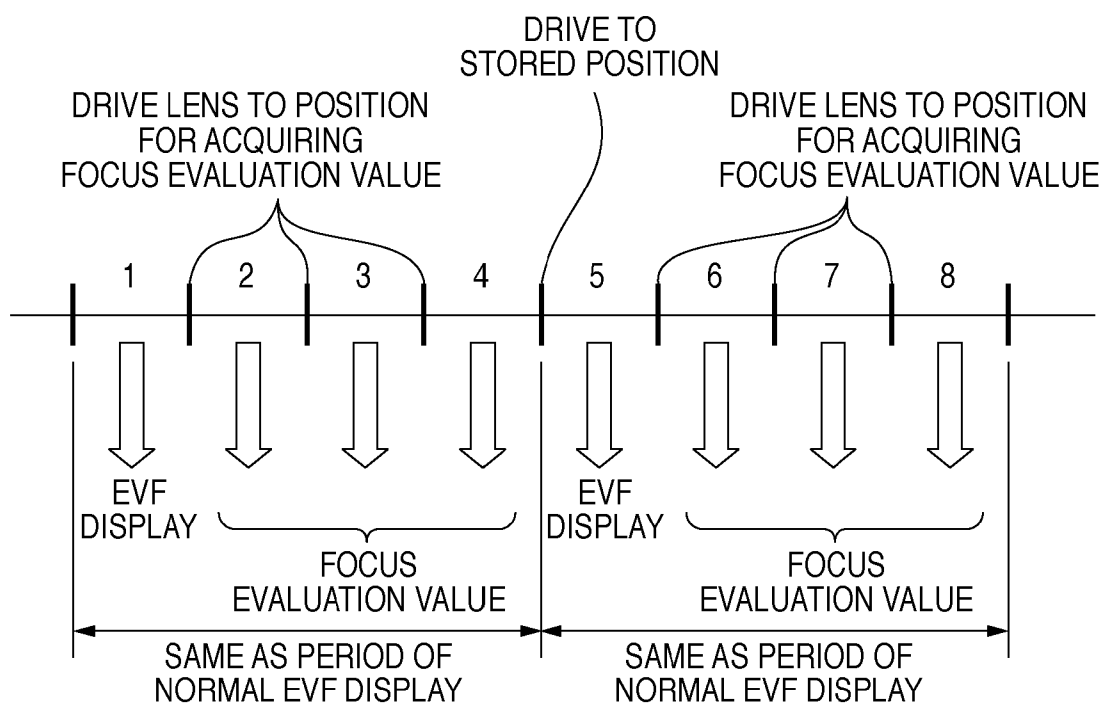 DRIVE TO
STORED POSITION
DRIVE LENS TO POSITION
FOR ACQUIRING
FOCUS EVALUATION VALUE
DRIVE LENS TO POSITION
FOR ACQUIRING
FOCUS EVALUATION VALUE
1 2 3 4 5 6 7 8
EVF
DISPLAY
FOCUS
EVALUATION VALUE
EVF
DISPLAY
FOCUS
EVALUATION VALUE
SAME AS PERIOD OF
NORMAL EVF DISPLAY
SAME AS PERIOD OF
NORMAL EVF DISPLAY